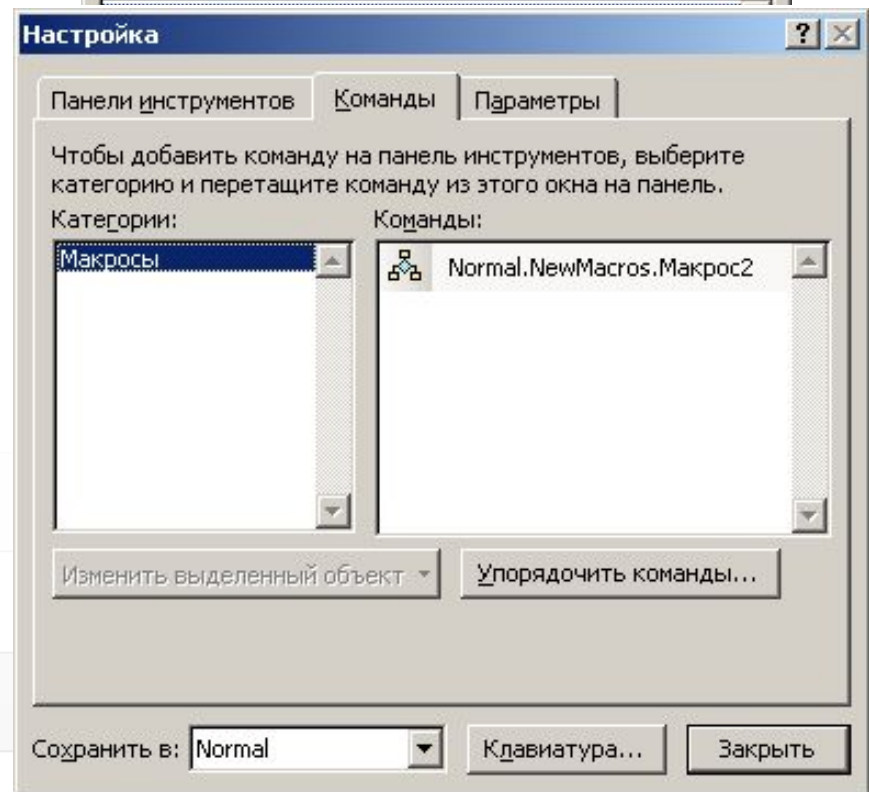 Настройка
Панели инструментов Команды Параметры
Чтобы добавить команду на панель инструментов, выберите
категорию и перетащите команду из этого окна на панель.
Категории: Команды:
Макросы Normal.NewMacros.Макрос2
Изменить выделенный объект Упорядочить команды...
Сохранить в: Normal Клавиатура... Закрыть